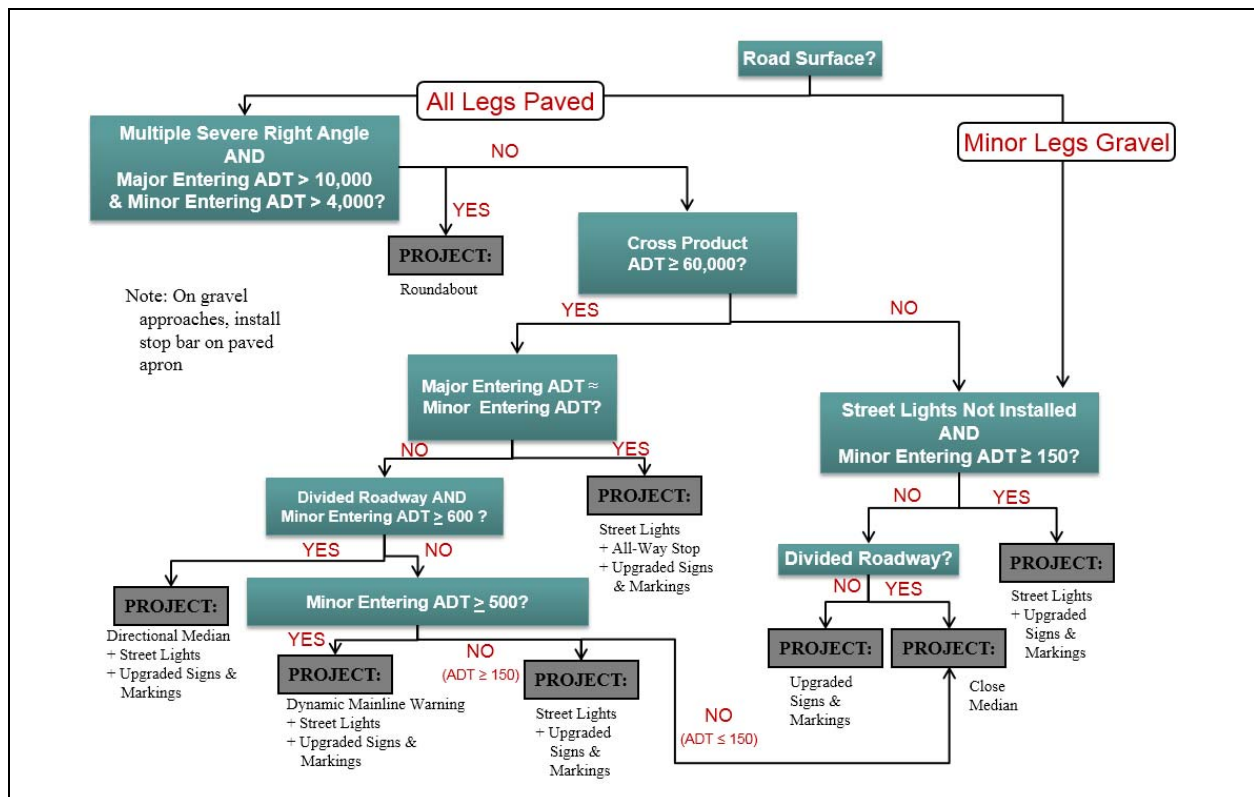 Road Surface?
All Legs Paved
Minor Legs Gravel
Multiple Severe Right Angle
AND
Major Entering ADT > 10,000
& Minor Entering ADT > 4,000?
NO
YES
PROJECT:
Roundabout
Cross Product
ADT ≥ 60,000?
Note: On gravel
approaches, install
stop bar on paved
apron
YES
NO
Major Entering ADT ≈
Minor Entering ADT?
Street Lights Not Installed
AND
Minor Entering ADT ≥ 150?
NO
YES
Divided Roadway AND
Minor Entering ADT ≥ 600 ?
PROJECT:
Street Lights
+ All-Way Stop
+ Upgraded Signs
& Markings
NO
YES
Divided Roadway?
PROJECT:
Street Lights
+ Upgraded
Signs &
Markings
YES
NO
PROJECT:
Directional Median
+ Street Lights
+ Upgraded Signs &
Markings
Minor Entering ADT ≥ 500?
NO
YES
PROJECT:
Upgraded
Signs &
Markings
PROJECT:
Close
Median
YES
PROJECT:
Dynamic Mainline Warning
+ Street Lights
+ Upgraded Signs &
Markings
NO
(ADT ≥ 150)
PROJECT:
Street Lights
+ Upgraded
Signs &
Markings
NO
(ADT ≤ 150)